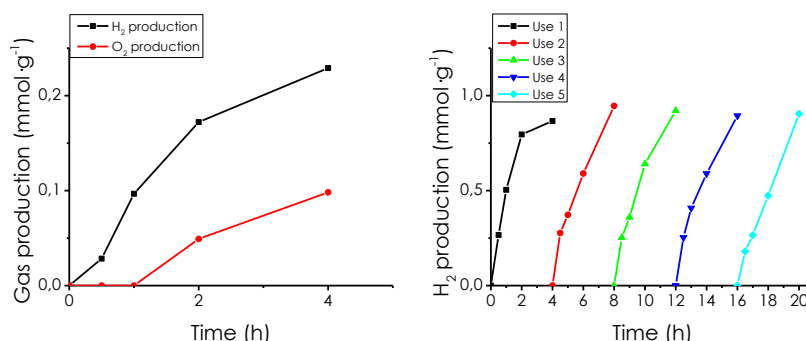 H₂ production
O₂ production
Gas production (mmol·g⁻¹)
0,2
0,1
0,0
0
2
4
Time (h)
Use 1
Use 2
Use 3
Use 4
Use 5
H₂ production (mmol·g⁻¹)
1,0
0,5
0,0
0 2 4 6 8 10 12 14 16 18 20
Time (h)